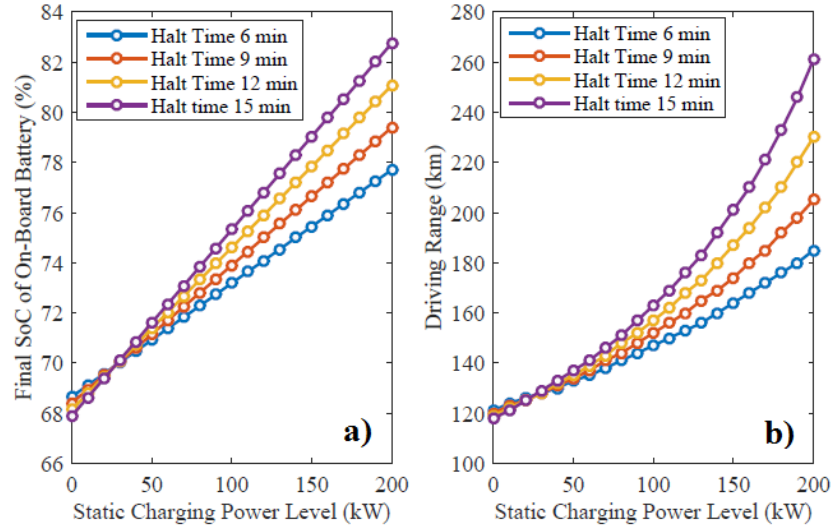 Final SoC of On-Board Battery (%)
84
82
80
78
76
74
72
70
68
66
Halt Time 6 min
Halt Time 9 min
Halt Time 12 min
Halt time 15 min
a)
0 50 100 150 200
Static Charging Power Level (kW)
Driving Range (km)
280
260
240
220
200
180
160
140
120
100
Halt Time 6 min
Halt Time 9 min
Halt Time 12 min
Halt time 15 min
b)
0 50 100 150 200
Static Charging Power Level (kW)